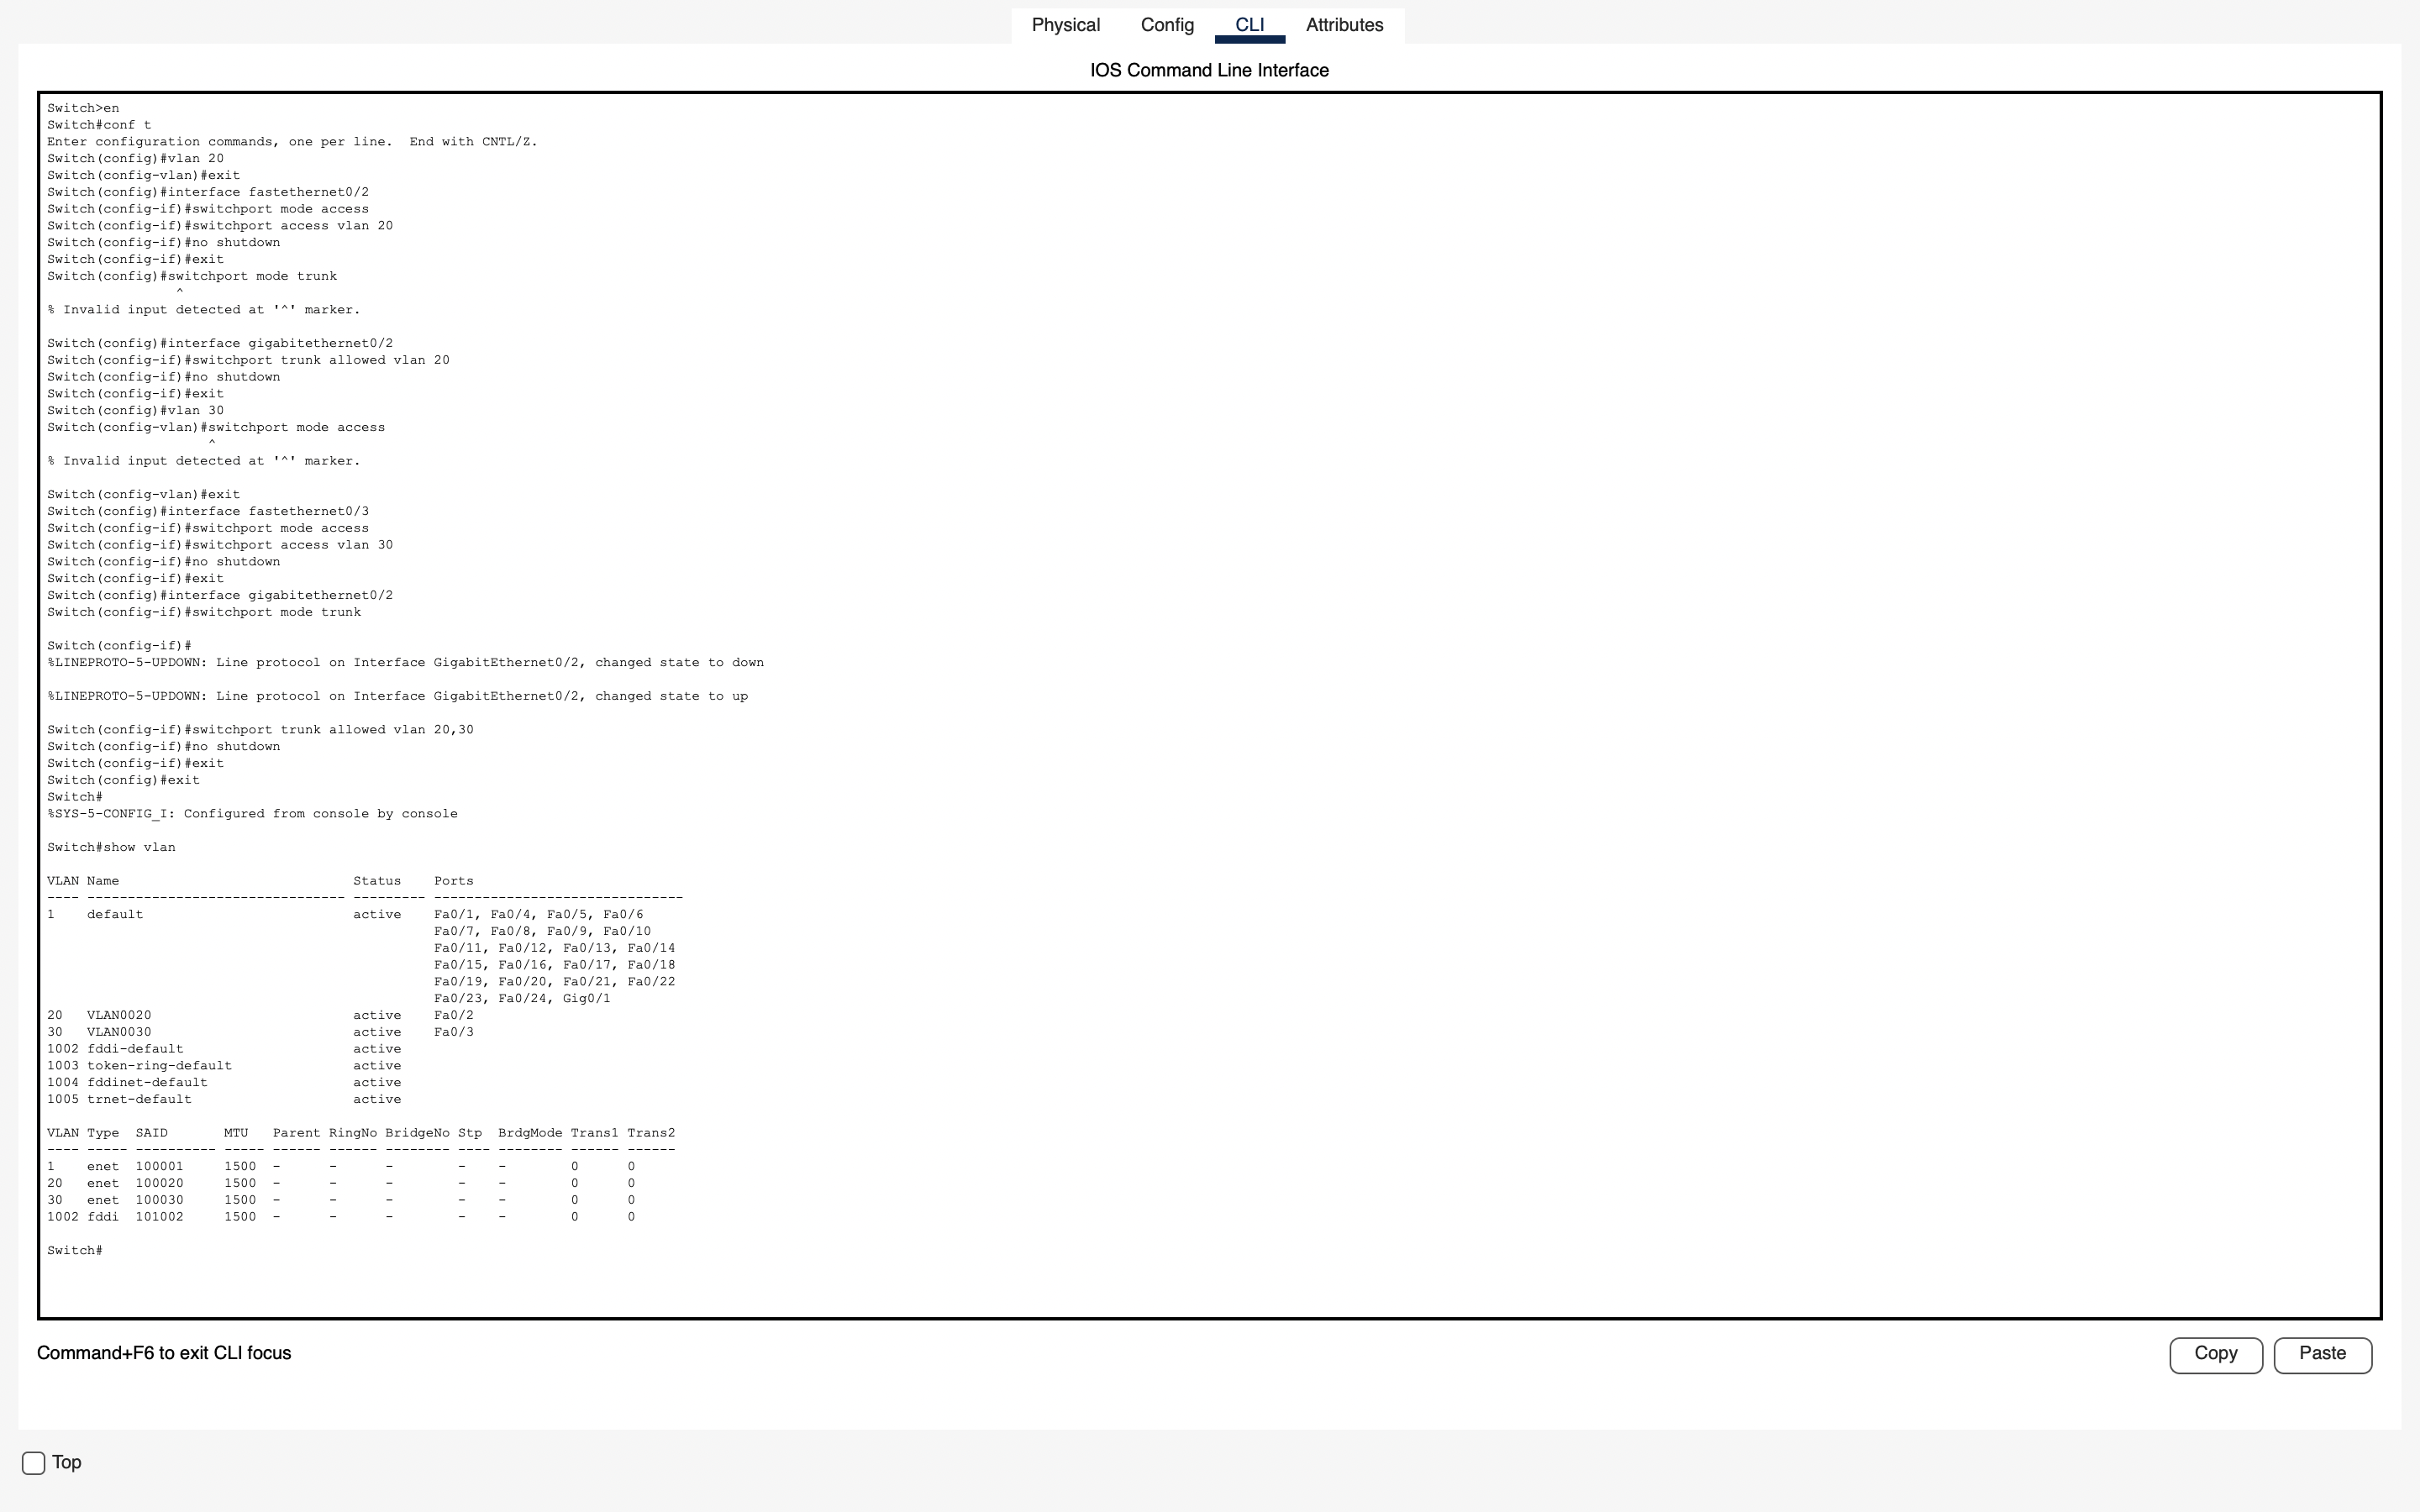 Physical Config CLI Attributes
IOS Command Line Interface
Switch>en
Switch#conf t
Enter configuration commands, one per line.  End with CNTL/Z.
Switch(config)#vlan 20
Switch(config-vlan)#exit
Switch(config)#interface fastethernet0/2
Switch(config-if)#switchport mode access
Switch(config-if)#switchport access vlan 20
Switch(config-if)#no shutdown
Switch(config-if)#exit
Switch(config)#switchport mode trunk
                ^
% Invalid input detected at '^' marker.

Switch(config)#interface gigabitethernet0/2
Switch(config-if)#switchport trunk allowed vlan 20
Switch(config-if)#no shutdown
Switch(config-if)#exit
Switch(config)#vlan 30
Switch(config-vlan)#switchport mode access
                    ^
% Invalid input detected at '^' marker.

Switch(config-vlan)#exit
Switch(config)#interface fastethernet0/3
Switch(config-if)#switchport mode access
Switch(config-if)#switchport access vlan 30
Switch(config-if)#no shutdown
Switch(config-if)#exit
Switch(config)#interface gigabitethernet0/2
Switch(config-if)#switchport mode trunk

Switch(config-if)#
%LINEPROTO-5-UPDOWN: Line protocol on Interface GigabitEthernet0/2, changed state to down

%LINEPROTO-5-UPDOWN: Line protocol on Interface GigabitEthernet0/2, changed state to up

Switch(config-if)#switchport trunk allowed vlan 20,30
Switch(config-if)#no shutdown
Switch(config-if)#exit
Switch(config)#exit
Switch#
%SYS-5-CONFIG_I: Configured from console by console

Switch#show vlan

VLAN Name                             Status    Ports
---- -------------------------------- --------- -------------------------------
1    default                          active    Fa0/1, Fa0/4, Fa0/5, Fa0/6
                                                Fa0/7, Fa0/8, Fa0/9, Fa0/10
                                                Fa0/11, Fa0/12, Fa0/13, Fa0/14
                                                Fa0/15, Fa0/16, Fa0/17, Fa0/18
                                                Fa0/19, Fa0/20, Fa0/21, Fa0/22
                                                Fa0/23, Fa0/24, Gig0/1
20   VLAN0020                         active    Fa0/2
30   VLAN0030                         active    Fa0/3
1002 fddi-default                     active
1003 token-ring-default               active
1004 fddinet-default                  active
1005 trnet-default                    active

VLAN Type  SAID       MTU   Parent RingNo BridgeNo Stp  BrdgMode Trans1 Trans2
---- ----- ---------- ----- ------ ------ -------- ---- -------- ------ ------
1    enet  100001     1500  -      -      -        -    -        0      0
20   enet  100020     1500  -      -      -        -    -        0      0
30   enet  100030     1500  -      -      -        -    -        0      0
1002 fddi  101002     1500  -      -      -        -    -        0      0

Switch#
Command+F6 to exit CLI focus
Copy Paste
Top